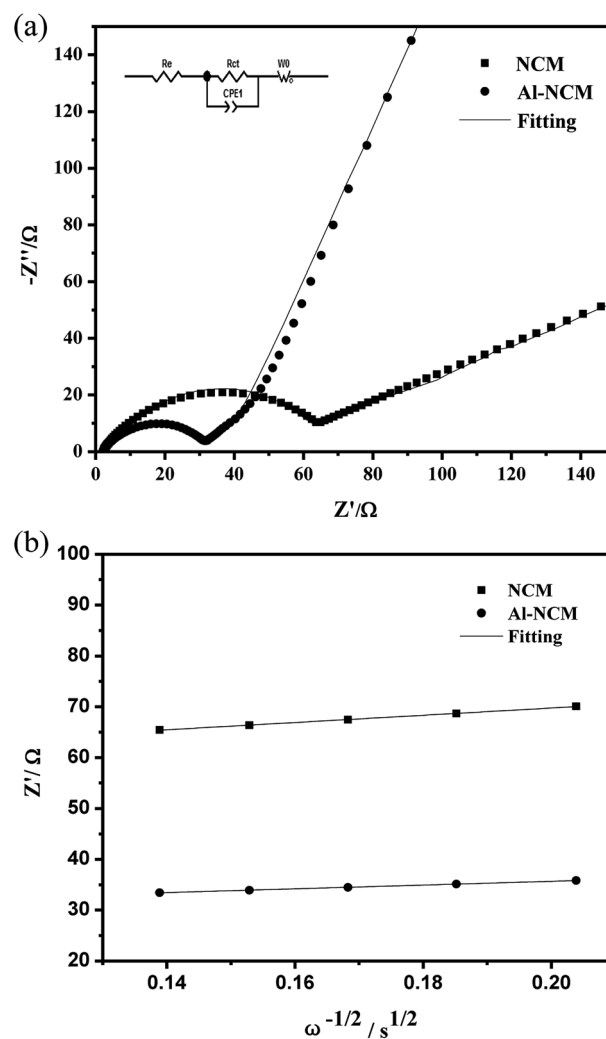 (a)
Re
Rct
W0
CPE1
NCM
Al-NCM
Fitting
-Z''/Ω
140
120
100
80
60
40
20
0
0 20 40 60 80 100 120 140
Z'/Ω
(b)
NCM
Al-NCM
Fitting
Z'/Ω
100
90
80
70
60
50
40
30
20
0.14 0.16 0.18 0.20
ω -1/2 / s1/2